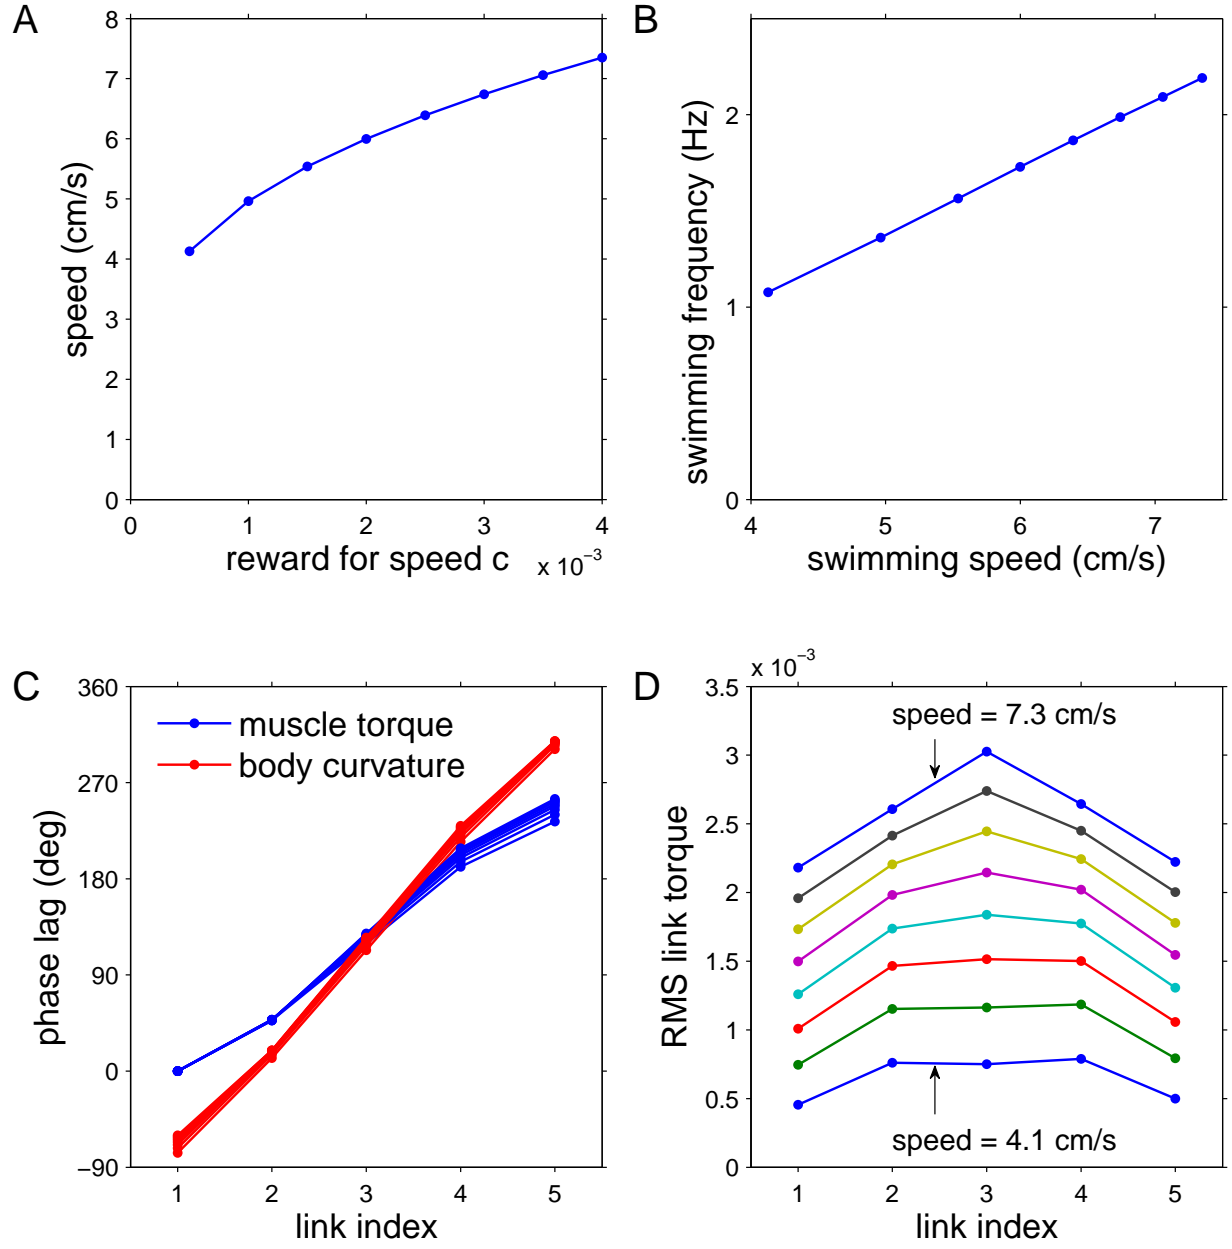 A
8
7
6
5
4
3
2
1
0
speed (cm/s)
0 1 2 3 4
reward for speed c x 10⁻³
B
2
1
0
swimming frequency (Hz)
4 5 6 7
swimming speed (cm/s)
C
360
270
180
90
0
−90
phase lag (deg)
muscle torque
body curvature
1 2 3 4 5
link index
D
x 10⁻³
3.5
3
2.5
2
1.5
1
0.5
0
RMS link torque
speed = 7.3 cm/s
speed = 4.1 cm/s
1 2 3 4 5
link index